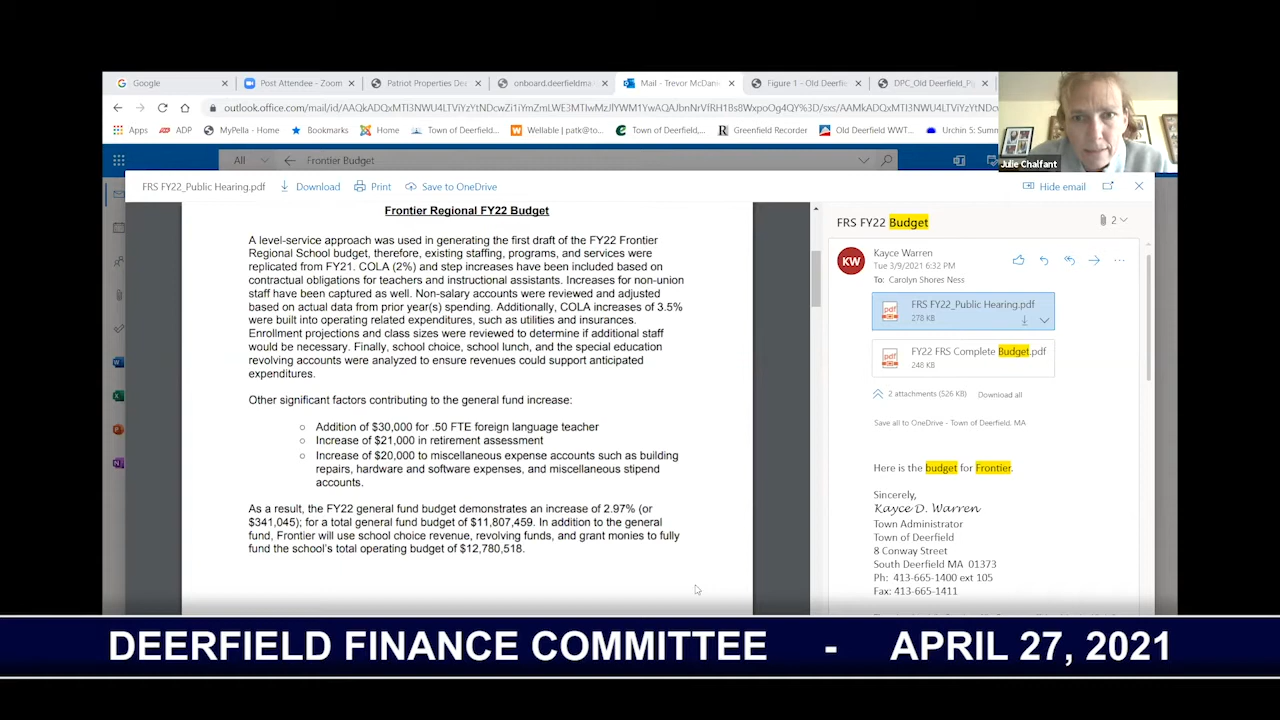 Google
Post Attendee - Zoom
Patriot Properties De
onboard.deerfieldma.
Mail - Trevor McDani
Figure 1 – Old Deerfi
DPC_Old Deerfield_P
outlook.office.com/mail/id/
Apps
ADP
MyPella - Home
Bookmarks
Home
Town of Deerfield...
Wellable | patk@to...
Town of Deerfield,...
Greenfield Recorder
Old Deerfield WWT...
Urchin 5: Summ
Julie Chalfant
All
Frontier Budget
FRS FY22_Public Hearing.pdf
Download
Print
Save to OneDrive
Hide email
Frontier Regional FY22 Budget
A level-service approach was used in generating the first draft of the FY22 Frontier
Regional School budget, therefore, existing staffing, programs, and services were
replicated from FY21. COLA (2%) and step increases have been included based on
contractual obligations for teachers and instructional assistants. Increases for non-union
staff have been captured as well. Non-salary accounts were reviewed and adjusted
based on actual data from prior year(s) spending. Additionally, COLA increases of 3.5%
were built into operating related expenditures, such as utilities and insurances.
Enrollment projections and class sizes were reviewed to determine if additional staff
would be necessary. Finally, school choice, school lunch, and the special education
revolving accounts were analyzed to ensure revenues could support anticipated
expenditures.
Other significant factors contributing to the general fund increase:
Addition of $30,000 for .50 FTE foreign language teacher
Increase of $21,000 in retirement assessment
Increase of $20,000 to miscellaneous expense accounts such as building
repairs, hardware and software expenses, and miscellaneous stipend
accounts.
As a result, the FY22 general fund budget demonstrates an increase of 2.97% (or
$341,045); for a total general fund budget of $11,807,459. In addition to the general
fund, Frontier will use school choice revenue, revolving funds, and grant monies to fully
fund the school's total operating budget of $12,780,518.
FRS FY22 Budget
2
KW
Kayce Warren
Tue 3/9/2021 6:32 PM
To: Carolyn Shores Ness
FRS FY22_Public Hearing.pdf
278 KB
FY22 FRS Complete Budget.pdf
248 KB
2 attachments (526 KB)
Download all
Save all to OneDrive - Town of Deerfield, MA
Here is the budget for Frontier.
Sincerely,
Kayce D. Warren
Town Administrator
Town of Deerfield
8 Conway Street
South Deerfield MA 01373
Ph: 413-665-1400 ext 105
Fax: 413-665-1411
DEERFIELD FINANCE COMMITTEE - APRIL 27, 2021